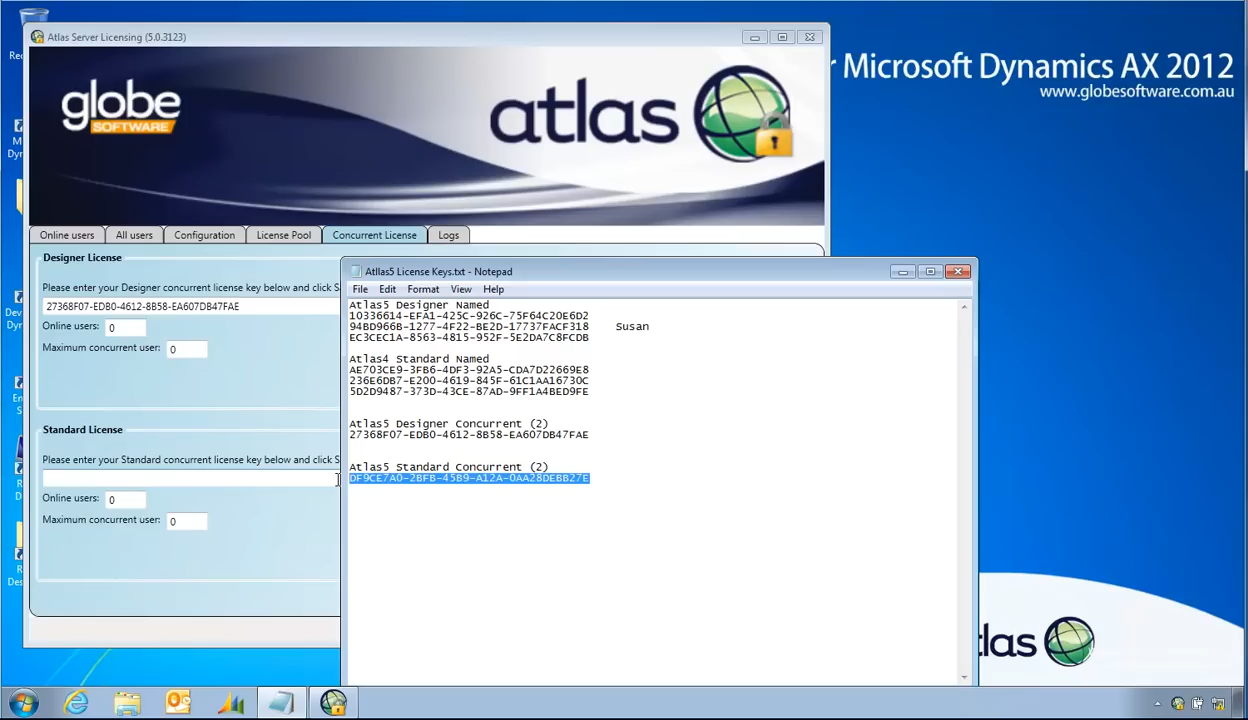 Atlas Server Licensing (5.0.3123)
Microsoft Dynamics AX 2012
www.globesoftware.com.au
globe
SOFTWARE
atlas
Online users
All users
Configuration
License Pool
Concurrent License
Logs
Designer License
Please enter your Designer concurrent license key below and click S
27368F07-EDB0-4612-8B58-EA607DB47FAE
Online users: 0
Maximum concurrent user: 0
Standard License
Please enter your Standard concurrent license key below and click S
Online users: 0
Maximum concurrent user: 0
Atllas5 License Keys.txt - Notepad
File Edit Format View Help
Atlas5 Designer Named
10336614-EFA1-425C-926C-75F64C20E6D2
94BD966B-1277-4F22-BE2D-17737FACF318 Susan
EC3CEC1A-8563-4815-952F-5E2DA7C8FCDB
Atlas4 Standard Named
AE703CE9-3FB6-4DF3-92A5-CDA7D22669E8
236E6DB7-E200-4619-845F-61C1AA16730C
5D2D9487-373D-43CE-87AD-9FF1A4BED9FE
Atlas5 Designer Concurrent (2)
27368F07-EDB0-4612-8B58-EA607DB47FAE
Atlas5 Standard Concurrent (2)
DF9CE7A0-2BFB-45B9-A12A-0AA28DEBB27E